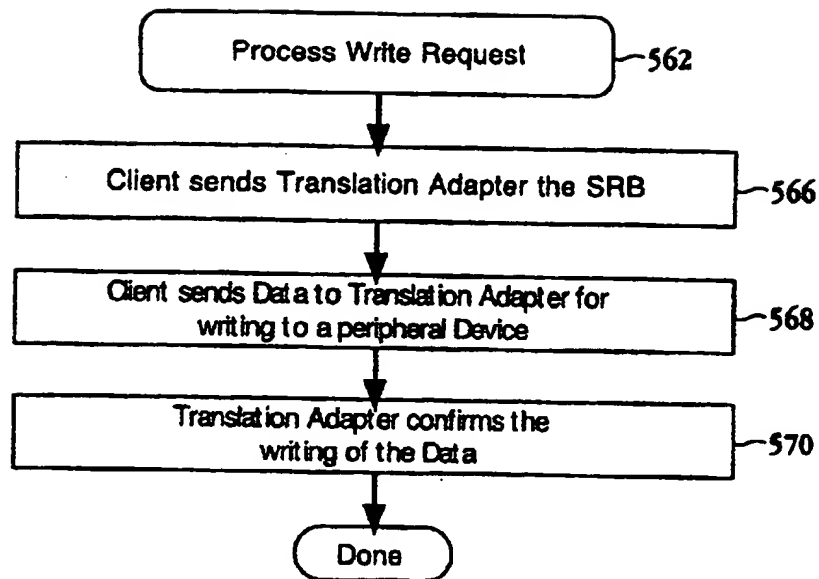 Process Write Request
562
Client sends Translation Adapter the SRB
566
Client sends Data to Translation Adapter for
writing to a peripheral Device
568
Translation Adapter confirms the
writing of the Data
570
Done